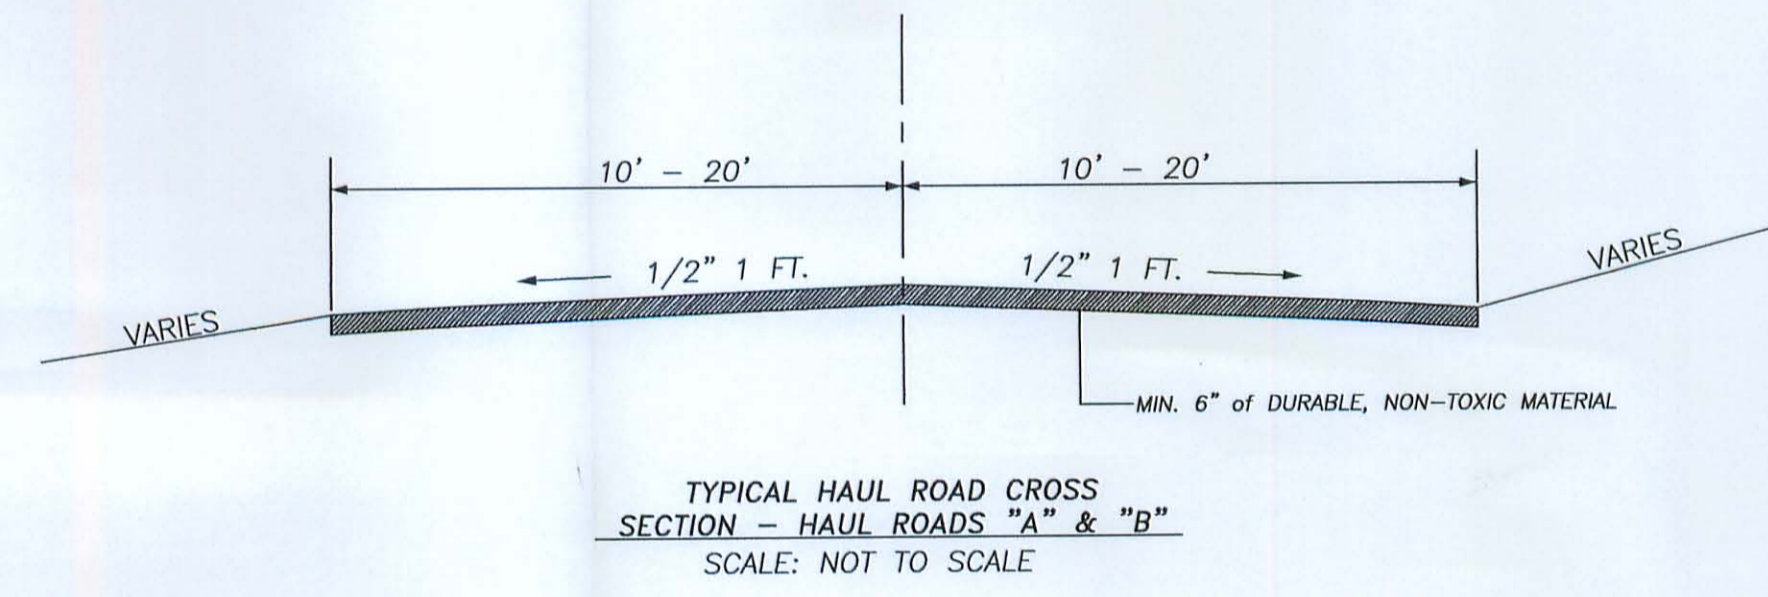 10' - 20'
10' - 20'
1/2" 1 FT.
1/2" 1 FT.
VARIES
VARIES
MIN. 6" of DURABLE, NON-TOXIC MATERIAL
TYPICAL HAUL ROAD CROSS
SECTION - HAUL ROADS "A" & "B"
SCALE: NOT TO SCALE